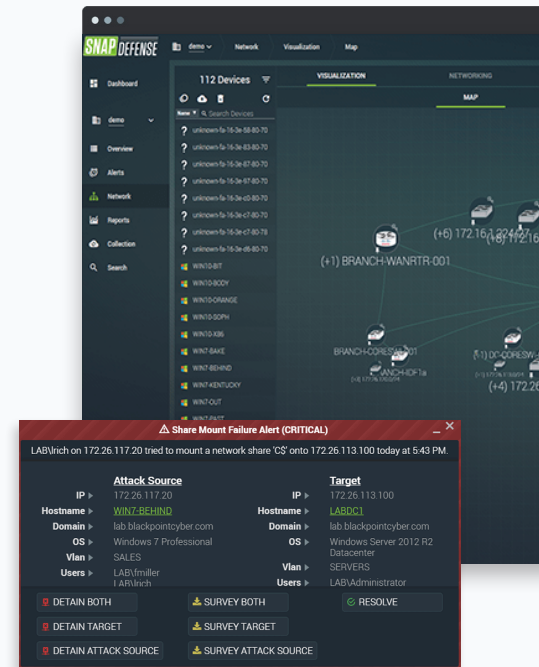 SNAP DEFENSE
demo
Network
Visualization
Map
Dashboard
demo
Overview
Alerts
Network
Reports
Collection
Search
112 Devices
Name
Search Devices
unknown-fa-16-3e-58-80-70
unknown-fa-16-3e-83-80-70
unknown-fa-16-3e-87-80-70
unknown-fa-16-3e-97-80-70
unknown-fa-16-3e-c0-80-70
unknown-fa-16-3e-c7-80-70
unknown-fa-16-3e-c7-80-78
unknown-fa-16-3e-d6-80-70
WIN10-BIT
WIN10-BODY
WIN10-ORANGE
WIN10-SOPH
WIN10-X86
WIN7-BAKE
WIN7-BEHIND
WIN7-KENTUCKY
WIN7-OUT
WIN7-FAST
VISUALIZATION
NETWORKING
MAP
(+1) BRANCH-WANRTR-001
(+6) 172.16.1.224/27
(+1) DC-CORESW-
(+4) 172.26
Share Mount Failure Alert (CRITICAL)
LAB\lrich on 172.26.117.20 tried to mount a network share 'C$' onto 172.26.113.100 today at 5:43 PM.
Attack Source
IP 172.26.117.20
Hostname WIN7-BEHIND
Domain lab.blackpointcyber.com
OS Windows 7 Professional
Vlan SALES
Users LAB\fmiller
LAB\lrich
Target
IP 172.26.113.100
Hostname LABDC1
Domain lab.blackpointcyber.com
OS Windows Server 2012 R2
Datacenter
Vlan SERVERS
Users LAB\Administrator
DETAIN BOTH
SURVEY BOTH
RESOLVE
DETAIN TARGET
SURVEY TARGET
DETAIN ATTACK SOURCE
SURVEY ATTACK SOURCE